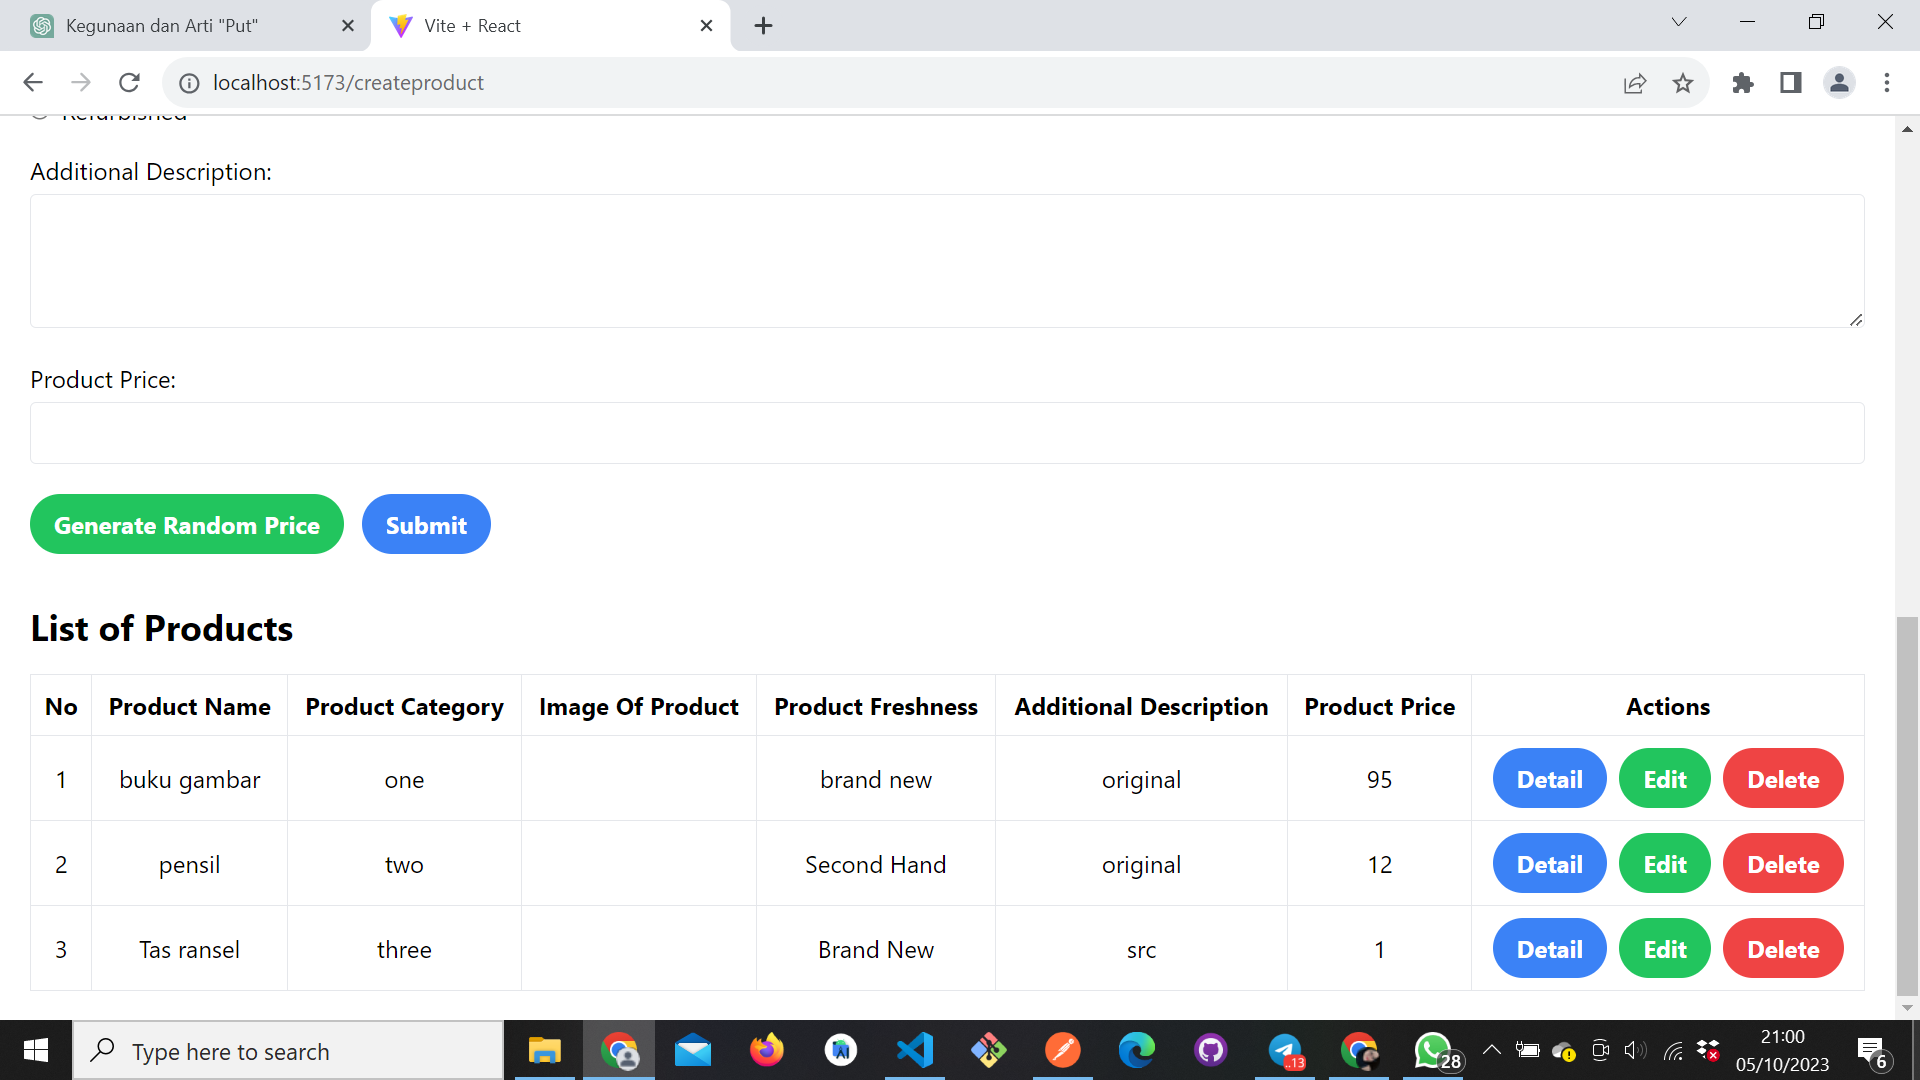 Kegunaan dan Arti "Put"
Vite + React
localhost:5173/createproduct
Refurbished
Additional Description:
Product Price:
Generate Random Price Submit
List of Products
No Product Name Product Category Image Of Product Product Freshness Additional Description Product Price Actions
1 buku gambar one brand new original 95 Detail Edit Delete
2 pensil two Second Hand original 12 Detail Edit Delete
3 Tas ransel three Brand New src 1 Detail Edit Delete
Type here to search
..13
28
21:00
05/10/2023
6